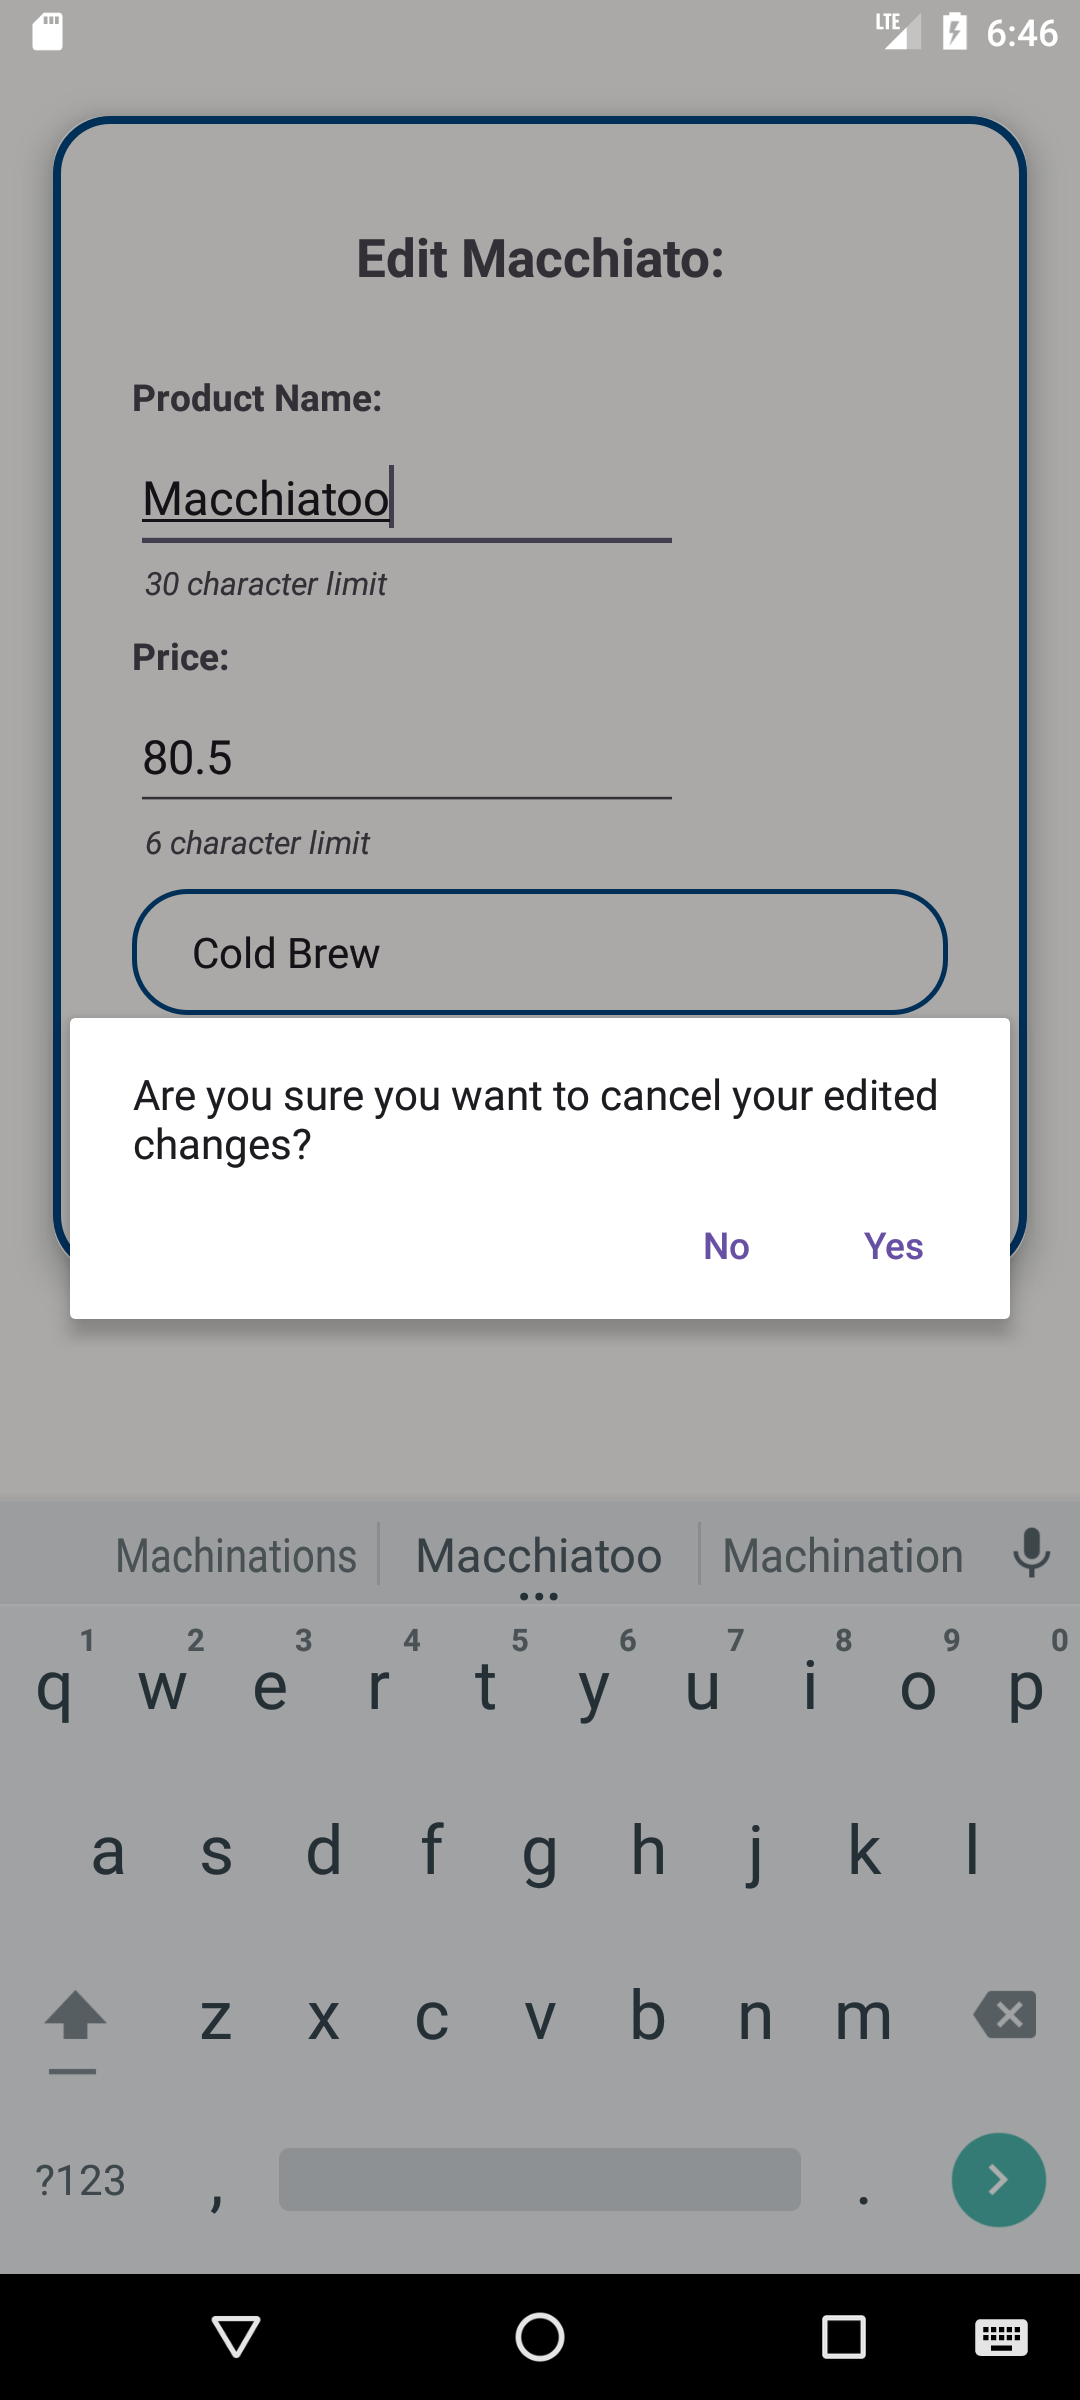 LTE 6:46
Edit Macchiato:
Product Name:
Macchiatoo
30 character limit
Price:
80.5
6 character limit
Cold Brew
Are you sure you want to cancel your edited
changes?
No Yes
Machinations Macchiatoo Machination
1 2 3 4 5 6 7 8 9 0
q w e r t y u i o p
a s d f g h j k l
z x c v b n m
?123 , .